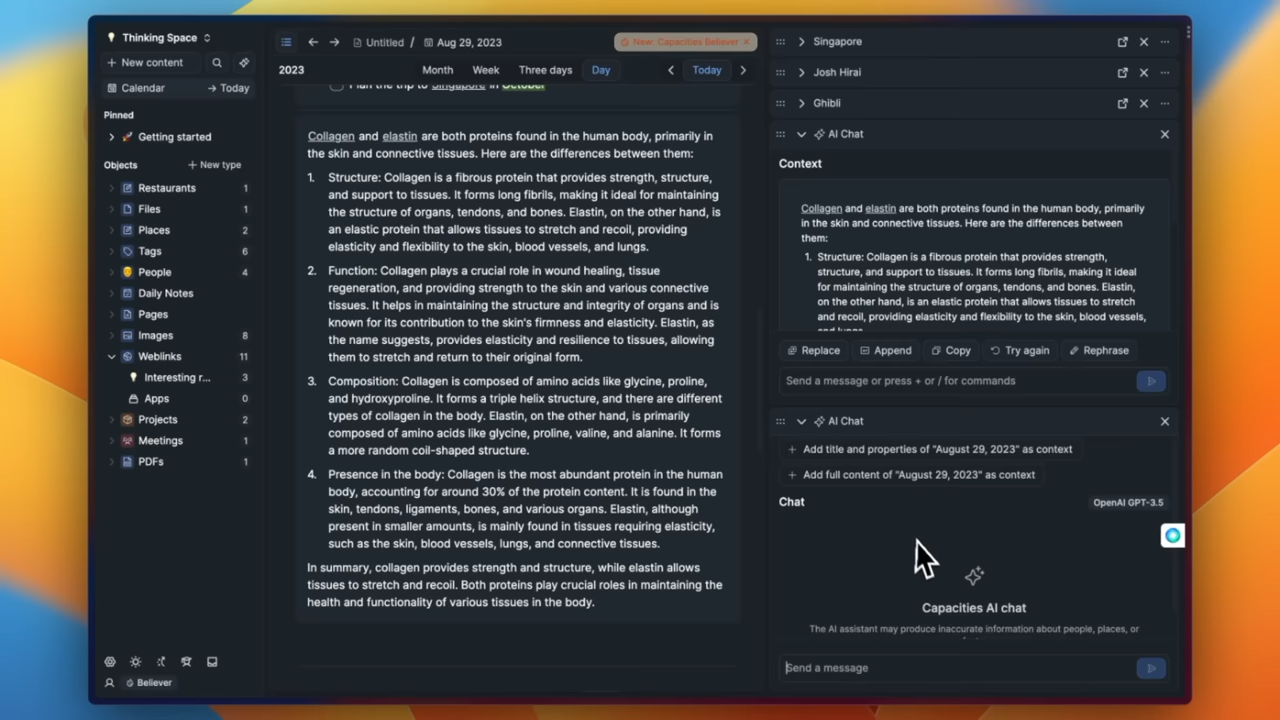 Thinking Space
New content
Calendar
→ Today
Pinned
Getting started
Objects
+ New type
Restaurants 1
Files 1
Places 2
Tags 6
People 4
Daily Notes
Pages
Images 8
Weblinks 11
Interesting r... 3
Apps 0
Projects 2
Meetings 1
PDFs 1
Believer
Untitled / Aug 29, 2023
New: Capacities Believer ×
2023
Month Week Three days Day
Today
Plan the trip to Singapore in October
Collagen and elastin are both proteins found in the human body, primarily in
the skin and connective tissues. Here are the differences between them:
1. Structure: Collagen is a fibrous protein that provides strength, structure,
and support to tissues. It forms long fibrils, making it ideal for maintaining
the structure of organs, tendons, and bones. Elastin, on the other hand, is
an elastic protein that allows tissues to stretch and recoil, providing
elasticity and flexibility to the skin, blood vessels, and lungs.
2. Function: Collagen plays a crucial role in wound healing, tissue
regeneration, and providing strength to the skin and various connective
tissues. It helps in maintaining the structure and integrity of organs and is
known for its contribution to the skin's firmness and elasticity. Elastin, as
the name suggests, provides elasticity and resilience to tissues, allowing
them to stretch and return to their original form.
3. Composition: Collagen is composed of amino acids like glycine, proline,
and hydroxyproline. It forms a triple helix structure, and there are different
types of collagen in the body. Elastin, on the other hand, is primarily
composed of amino acids like glycine, proline, valine, and alanine. It forms
a more random coil-shaped structure.
4. Presence in the body: Collagen is the most abundant protein in the human
body, accounting for around 30% of the protein content. It is found in the
skin, tendons, ligaments, bones, and various organs. Elastin, although
present in smaller amounts, is mainly found in tissues requiring elasticity,
such as the skin, blood vessels, lungs, and connective tissues.
In summary, collagen provides strength and structure, while elastin allows
tissues to stretch and recoil. Both proteins play crucial roles in maintaining the
health and functionality of various tissues in the body.
Singapore
Josh Hirai
Ghibli
AI Chat
Context
Collagen and elastin are both proteins found in the human body, primarily
in the skin and connective tissues. Here are the differences between
them:
1. Structure: Collagen is a fibrous protein that provides strength,
structure, and support to tissues. It forms long fibrils, making it ideal
for maintaining the structure of organs, tendons, and bones. Elastin,
on the other hand, is an elastic protein that allows tissues to stretch
and recoil, providing elasticity and flexibility to the skin, blood vessels,
and lungs.
Replace Append Copy Try again Rephrase
Send a message or press + or / for commands
AI Chat
+ Add title and properties of "August 29, 2023" as context
+ Add full content of "August 29, 2023" as context
Chat
OpenAI GPT-3.5
Capacities AI chat
The AI assistant may produce inaccurate information about people, places, or
Send a message